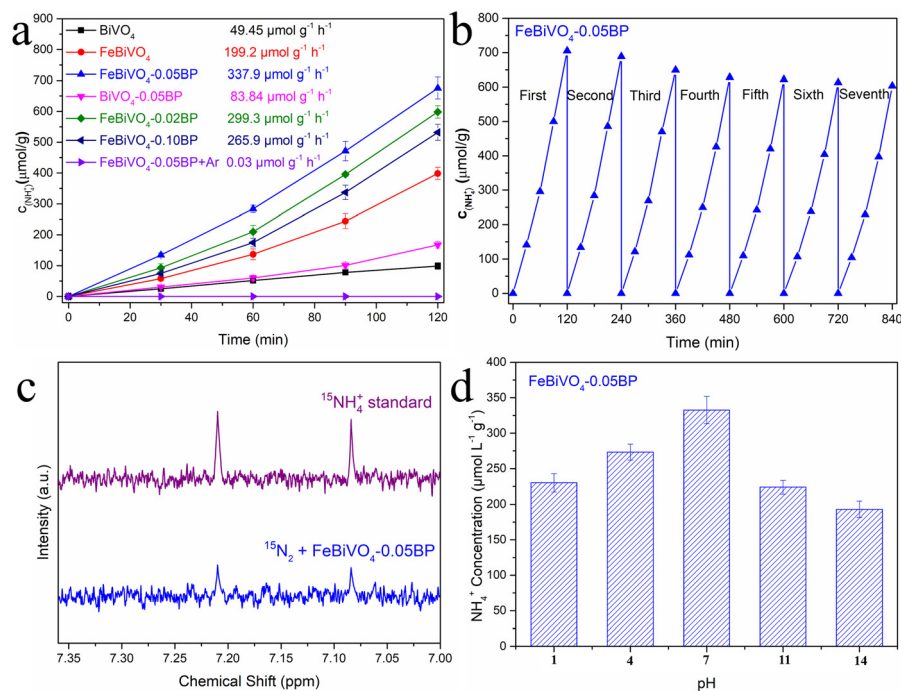 a
BiVO₄ 49.45 μmol g⁻¹ h⁻¹
FeBiVO₄ 199.2 μmol g⁻¹ h⁻¹
FeBiVO₄-0.05BP 337.9 μmol g⁻¹ h⁻¹
BiVO₄-0.05BP 83.84 μmol g⁻¹ h⁻¹
FeBiVO₄-0.02BP 299.3 μmol g⁻¹ h⁻¹
FeBiVO₄-0.10BP 265.9 μmol g⁻¹ h⁻¹
FeBiVO₄-0.05BP+Ar 0.03 μmol g⁻¹ h⁻¹
900
800
700
600
500
400
300
200
100
0
C(NH₄⁺)(μmol/g)
0 20 40 60 80 100 120
Time (min)
b
FeBiVO₄-0.05BP
First Second Third Fourth Fifth Sixth Seventh
800
700
600
500
400
300
200
100
0
C(NH₄⁺)(μmol/g)
0 120 240 360 480 600 720 840
Time (min)
c
¹⁵NH₄⁺ standard
¹⁵N₂ + FeBiVO₄-0.05BP
Intensity (a.u.)
7.35 7.30 7.25 7.20 7.15 7.10 7.05 7.00
Chemical Shift (ppm)
d
FeBiVO₄-0.05BP
400
350
300
250
200
150
100
50
0
NH₄⁺ Concentration (μmol L⁻¹ g⁻¹)
1 4 7 11 14
pH